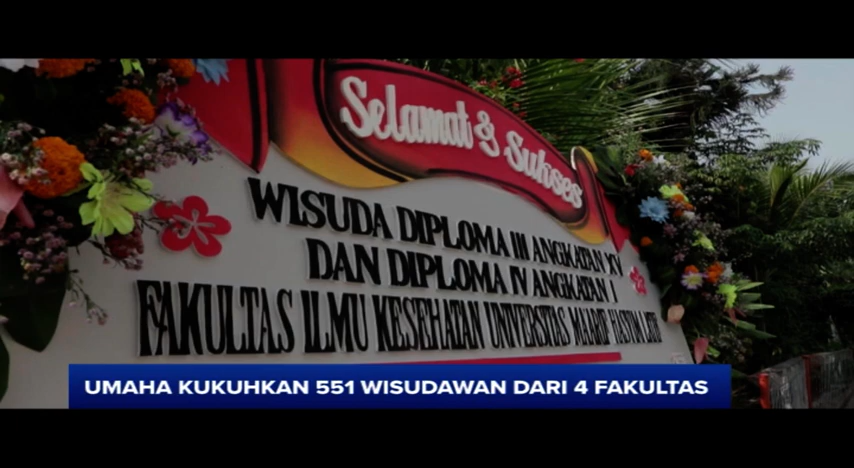 Selamat & Sukses
WISUDA DIPLOMA III ANGKATAN XV
DAN DIPLOMA IV ANGKATAN I
FAKULTAS ILMU KESEHATAN UNIVERSITAS MAARIF HASYIM
UMAHA KUKUHKAN 551 WISUDAWAN DARI 4 FAKULTAS